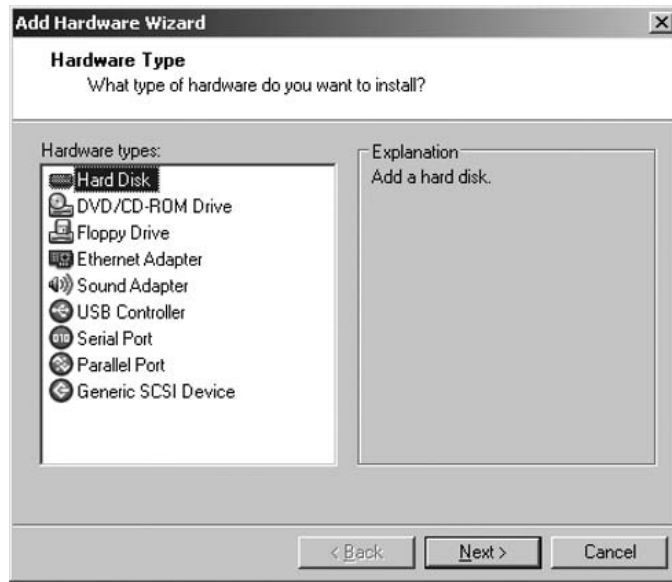 Add Hardware Wizard
Hardware Type
What type of hardware do you want to install?
Hardware types:
Hard Disk
DVD/CD-ROM Drive
Floppy Drive
Ethernet Adapter
Sound Adapter
USB Controller
Serial Port
Parallel Port
Generic SCSI Device
Explanation
Add a hard disk.
< Back
Next >
Cancel